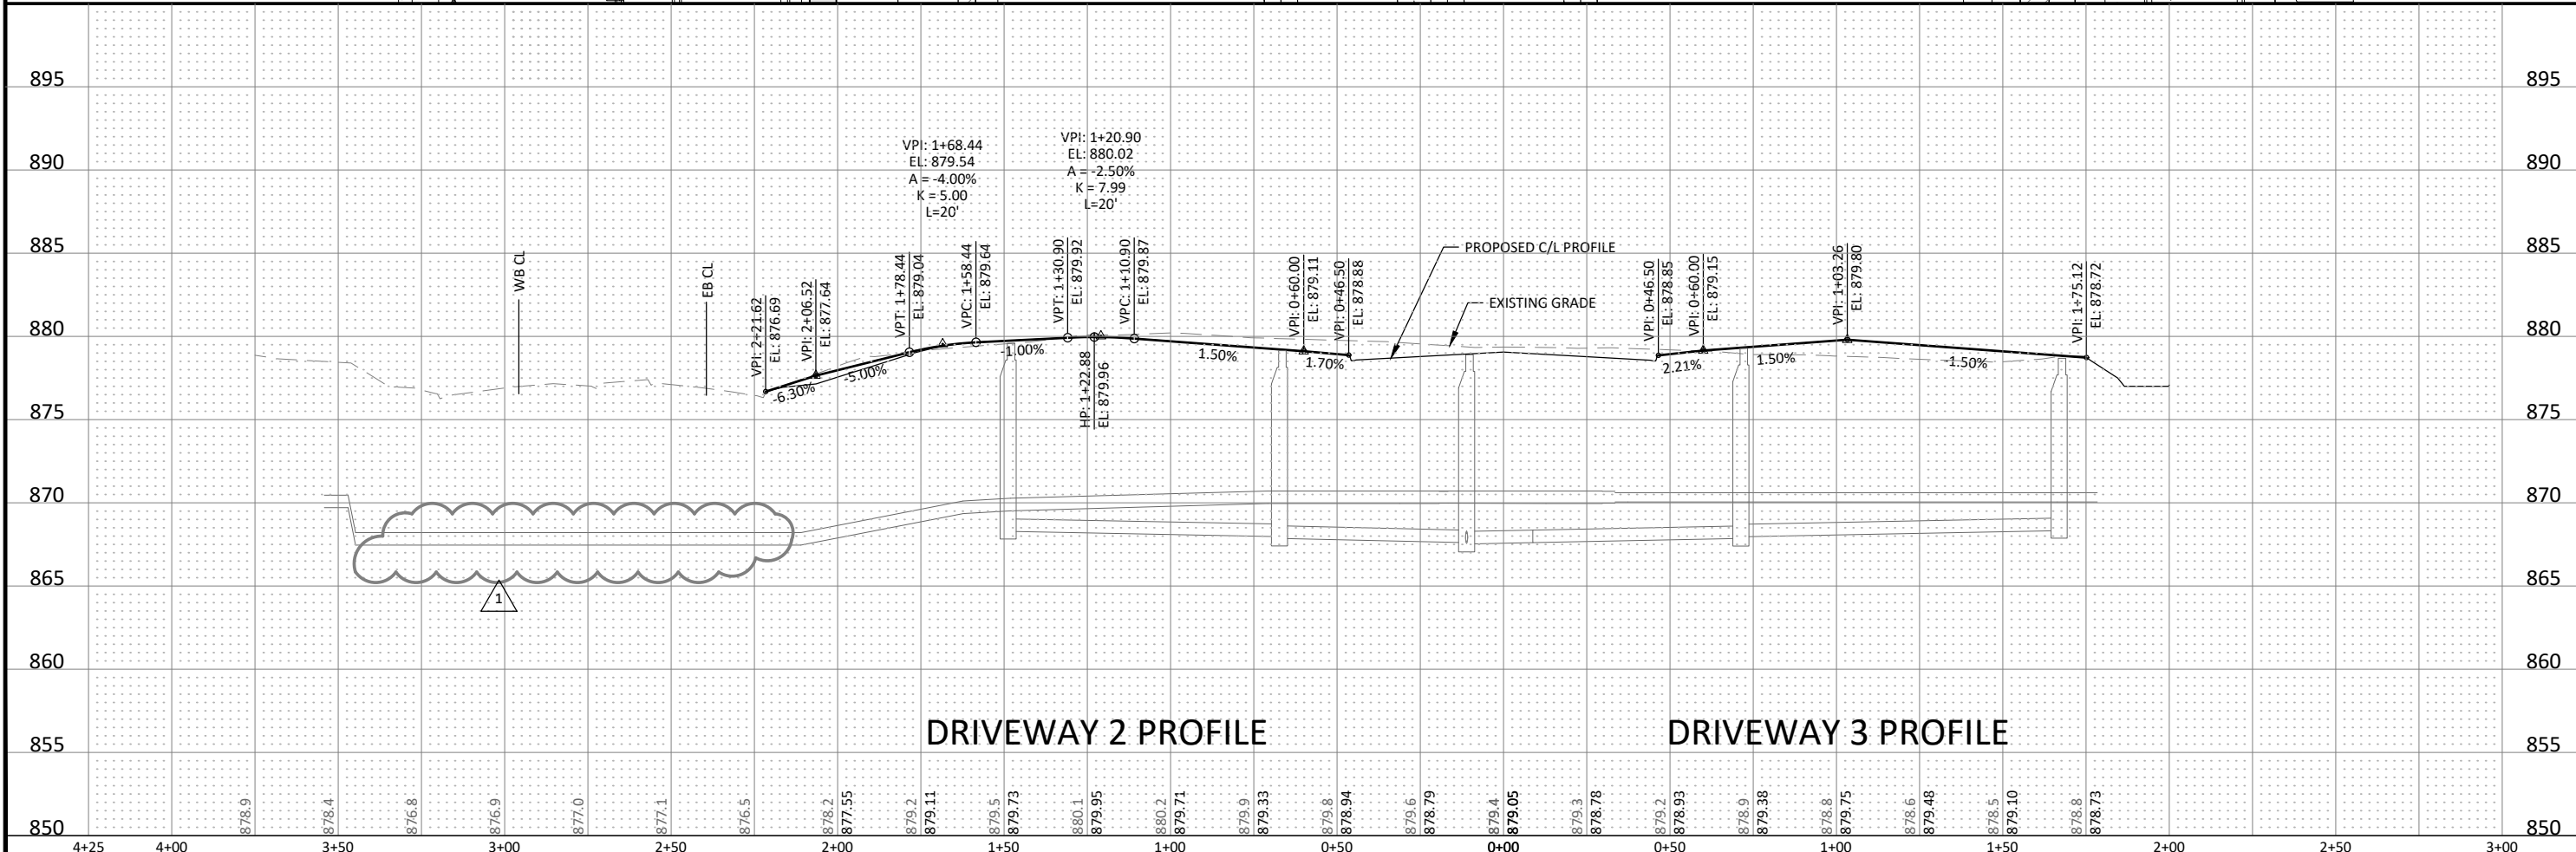 895
890
885
880
875
870
865
860
855
850
WB CL
EB CL
VPI: 2+21.62
EL: 876.69
VPI: 2+06.52
EL: 877.64
VPT: 1+78.44
EL: 879.04
VPI: 1+68.44
EL: 879.54
A = -4.00%
K = 5.00
L=20'
VPC: 1+58.44
EL: 879.64
VPT: 1+30.90
EL: 879.92
VPI: 1+20.90
EL: 880.02
A = -2.50%
K = 7.99
L=20'
VPC: 1+10.90
EL: 879.87
HP: 1+22.88
EL: 879.96
VPI: 0+60.00
EL: 879.11
VPI: 0+46.50
EL: 878.88
PROPOSED C/L PROFILE
EXISTING GRADE
VPI: 0+46.50
EL: 878.85
VPI: 0+60.00
EL: 879.15
VPI: 1+03.26
EL: 879.80
VPI: 1+75.12
EL: 878.72
-6.30%
-5.00%
-1.00%
1.50%
1.70%
2.21%
1.50%
-1.50%
1
DRIVEWAY 2 PROFILE
DRIVEWAY 3 PROFILE
895
890
885
880
875
870
865
860
855
850
878.9
878.4
876.8
876.9
877.0
877.1
876.5
878.2
877.55
879.2
879.11
879.5
879.73
880.1
879.95
880.2
879.71
879.9
879.33
879.8
878.94
879.6
878.79
879.4
879.05
879.3
878.78
879.2
878.93
878.9
879.38
878.8
879.75
878.6
879.48
878.5
879.10
878.8
878.73
4+25
4+00
3+50
3+00
2+50
2+00
1+50
1+00
0+50
0+00
0+50
1+00
1+50
2+00
2+50
3+00